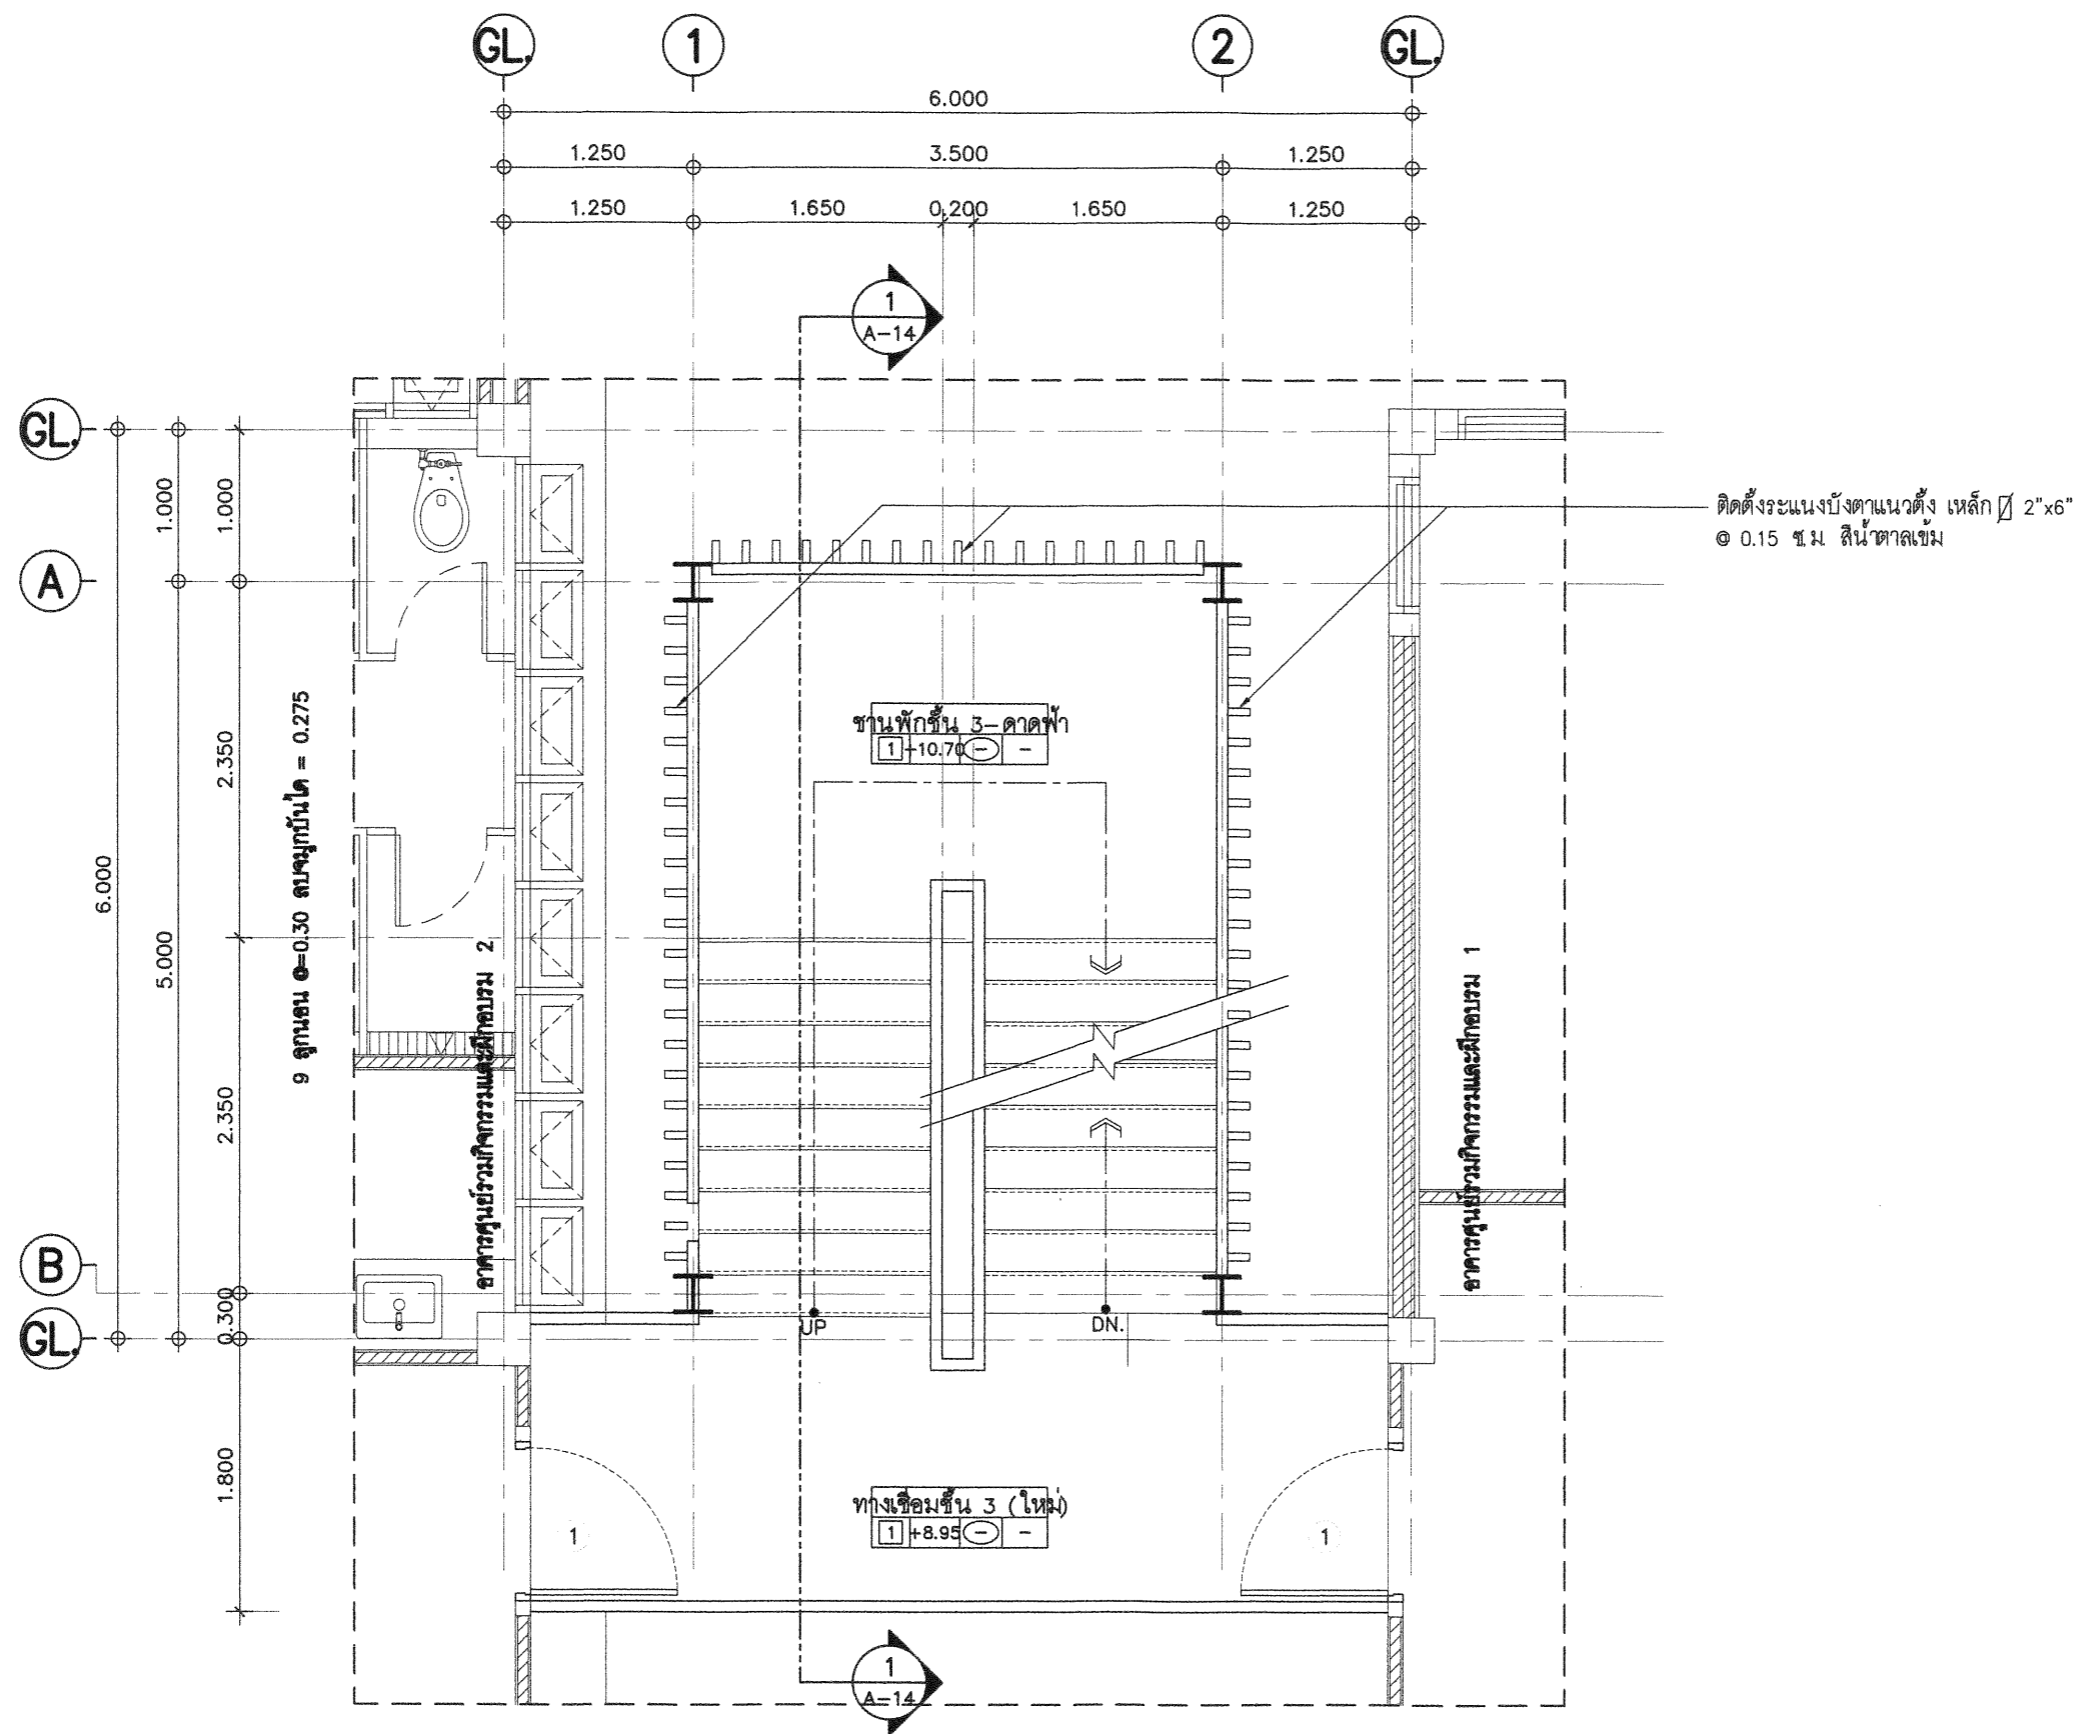 GL. 1 2 GL.
6.000
1.250 3.500 1.250
1.250 1.650 0.200 1.650 1.250
1
A-14
GL.
1.000 1.000
ติดตั้งระแนงบังตาแนวตั้ง เหล็ก 2"x6"
@ 0.15 ซ.ม. สีน้ำตาลเข้ม
A
ชานพักชั้น 3-ดาดฟ้า
1 +10.70 - -
2.350
9 ลูกนอน @=0.30 ลบจมูกบันได = 0.275
6.000
5.000
อาคารศูนย์รวมกิจกรรมและฝึกอบรม 2
อาคารศูนย์รวมกิจกรรมและฝึกอบรม 1
2.350
B
0.300
GL.
UP DN.
1.800
ทางเชื่อมชั้น 3 (ใหม่)
1 +8.95 - -
1 1
1
A-14